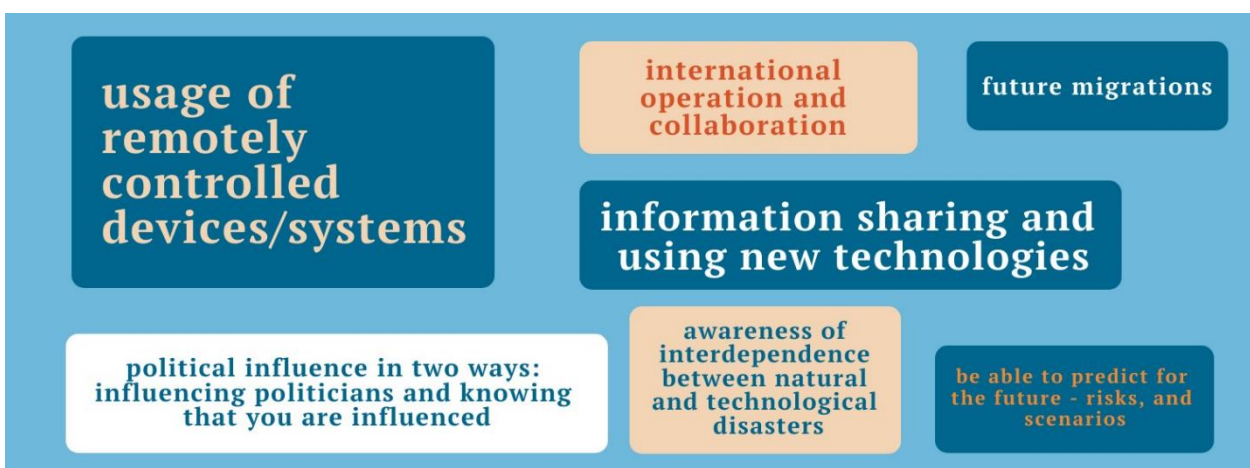 usage of
remotely
controlled
devices/systems
international
operation and
collaboration
future migrations
information sharing and
using new technologies
political influence in two ways:
influencing politicians and knowing
that you are influenced
awareness of
interdependence
between natural
and technological
disasters
be able to predict for
the future - risks, and
scenarios